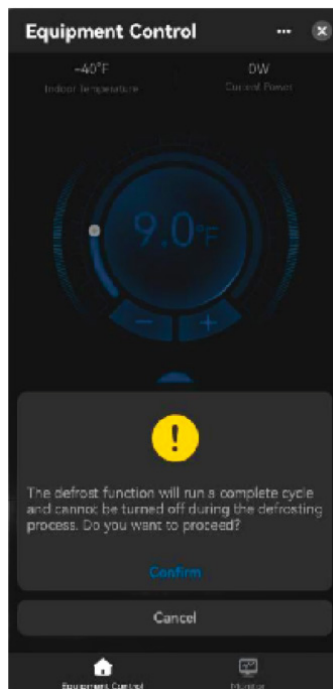 Equipment Control
-40°F
0W
Indoor Temperature
Current Power
9.0°F
The defrost function will run a complete cycle
and cannot be turned off during the defrosting
process. Do you want to proceed?
Confirm
Cancel
Equipment Control
Monitor